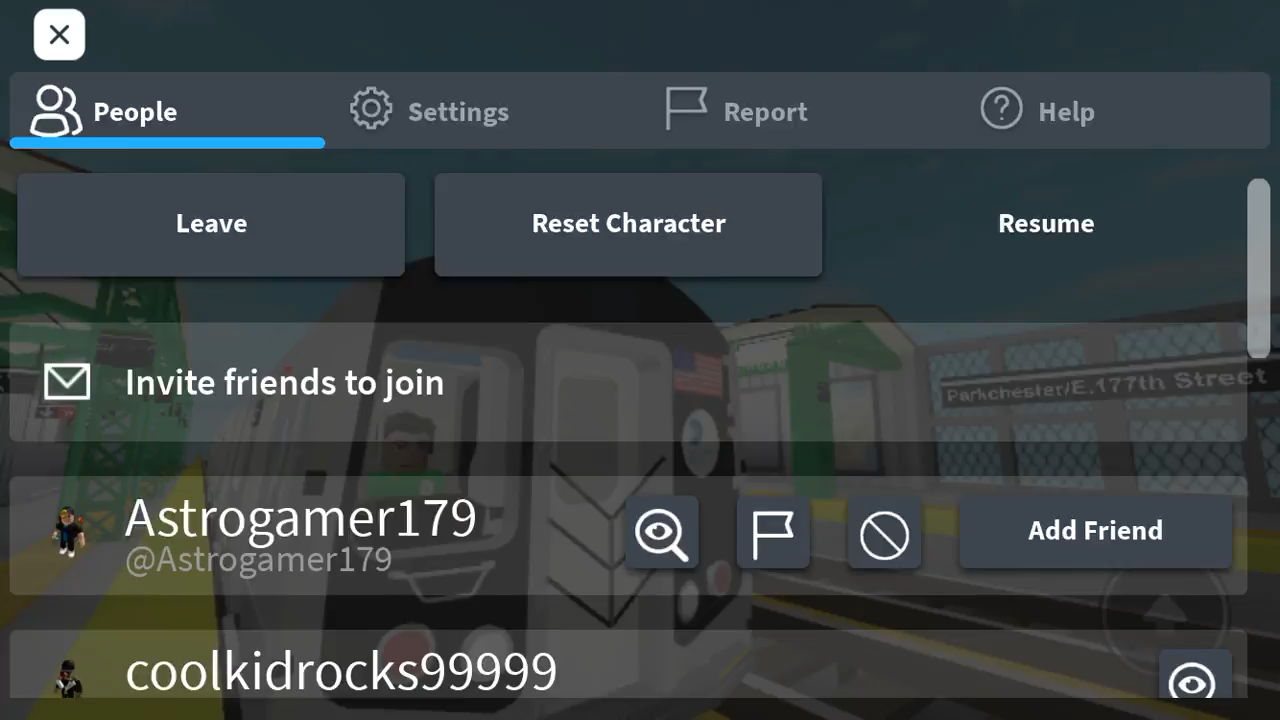 People
Settings
Report
Help
Leave
Reset Character
Resume
Invite friends to join
Parkchester/E.177th Street
Astrogamer179
@Astrogamer179
Add Friend
coolkidrocks99999